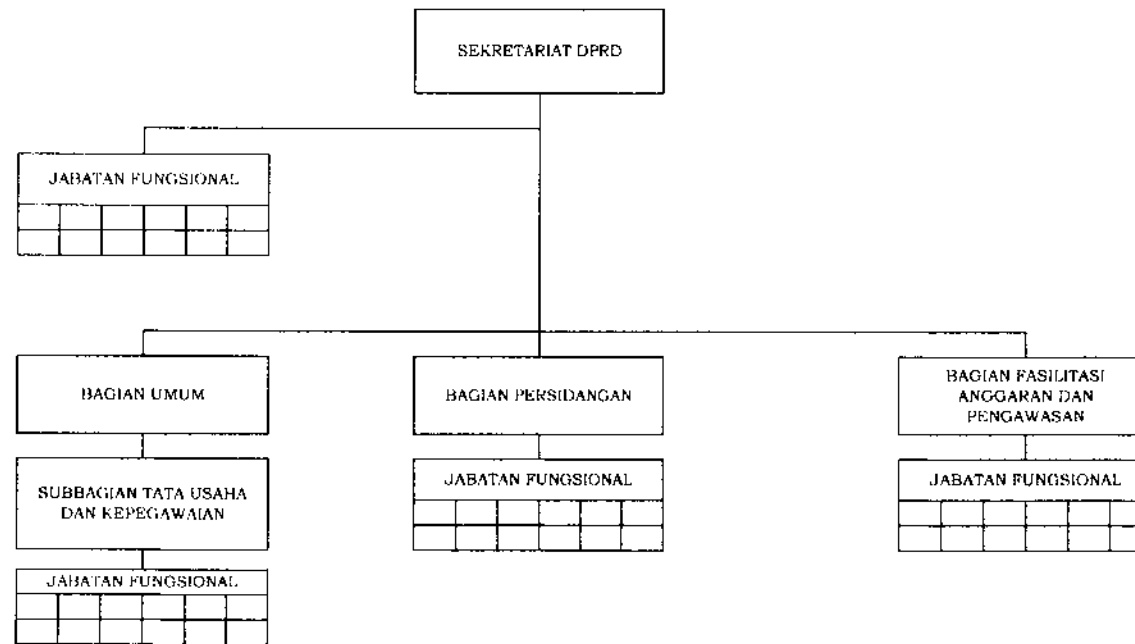 SEKRETARIAT DPRD
JABATAN FUNGSIONAL
BAGIAN UMUM
BAGIAN PERSIDANGAN
BAGIAN FASILITASI
ANGGARAN DAN
PENGAWASAN
SUBBAGIAN TATA USAHA
DAN KEPEGAWAIAN
JABATAN FUNGSIONAL
JABATAN FUNGSIONAL
JABATAN FUNGSIONAL